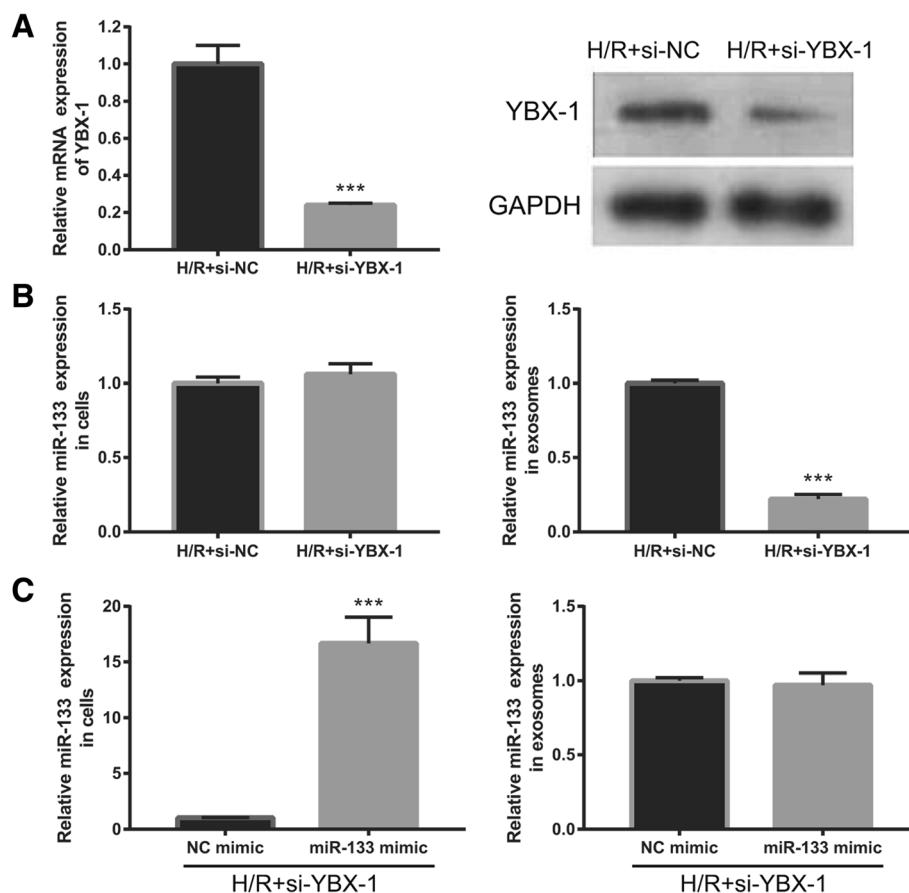 A
Relative mRNA expression
of YBX-1
1.2
1.0
0.8
0.6
0.4
0.2
0.0
***
H/R+si-NC
H/R+si-YBX-1
H/R+si-NC
H/R+si-YBX-1
YBX-1
GAPDH
B
Relative miR-133 expression
in cells
1.5
1.0
0.5
0.0
H/R+si-NC
H/R+si-YBX-1
Relative miR-133 expression
in exosomes
1.5
1.0
0.5
0.0
***
H/R+si-NC
H/R+si-YBX-1
C
Relative miR-133 expression
in cells
20
15
10
5
0
***
NC mimic
miR-133 mimic
H/R+si-YBX-1
Relative miR-133 expression
in exosomes
1.5
1.0
0.5
0.0
NC mimic
miR-133 mimic
H/R+si-YBX-1